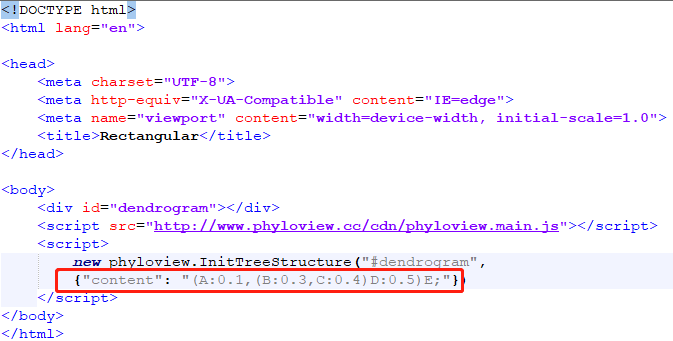 <!DOCTYPE html>
<html lang="en">
<head>
<meta charset="UTF-8">
<meta http-equiv="X-UA-Compatible" content="IE=edge">
<meta name="viewport" content="width=device-width, initial-scale=1.0">
<title>Rectangular</title>
</head>
<body>
<div id="dendrogram"></div>
<script src="http://www.phyloview.cc/cdn/phyloview.main.js"></script>
<script>
new phyloview.InitTreeStructure("#dendrogram",
{"content": "(A:0.1,(B:0.3,C:0.4)D:0.5)E;"})
</script>
</body>
</html>